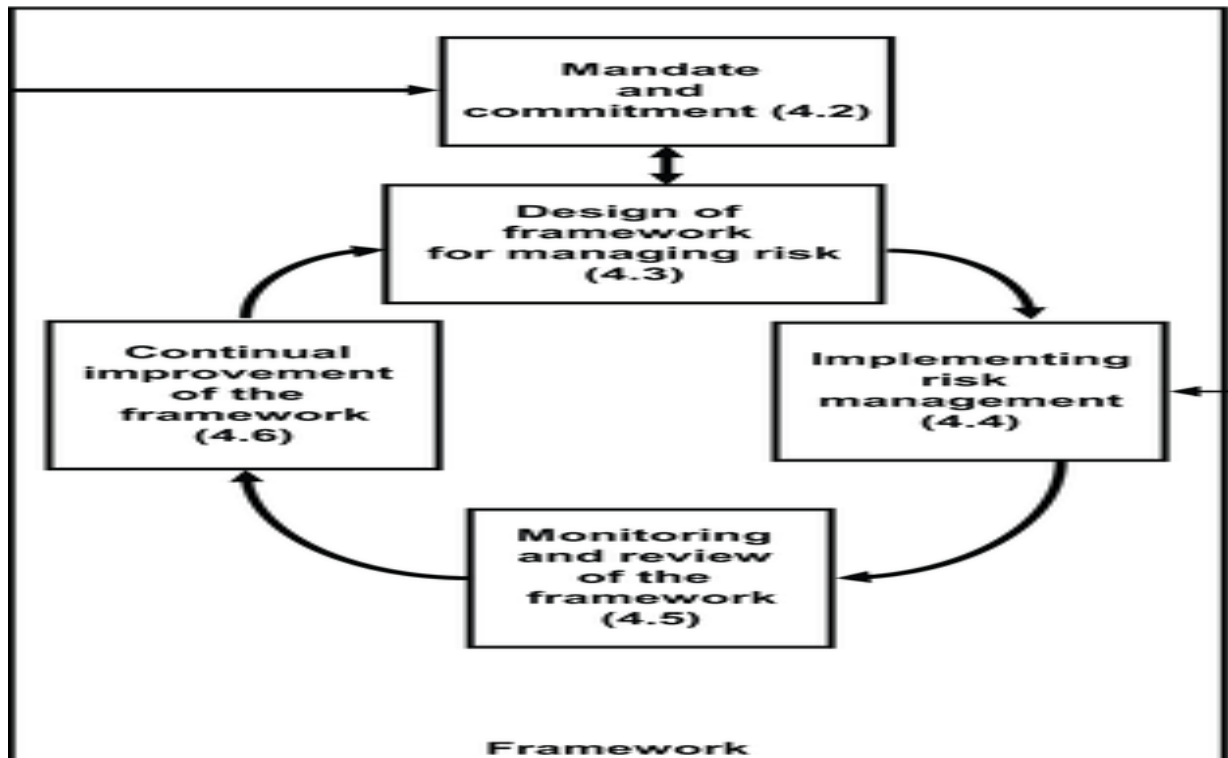 Mandate
and
commitment (4.2)
Design of
framework
for managing risk
(4.3)
Continual
improvement
of the
framework
(4.6)
Implementing
risk
management
(4.4)
Monitoring
and review
of the
framework
(4.5)
Framework